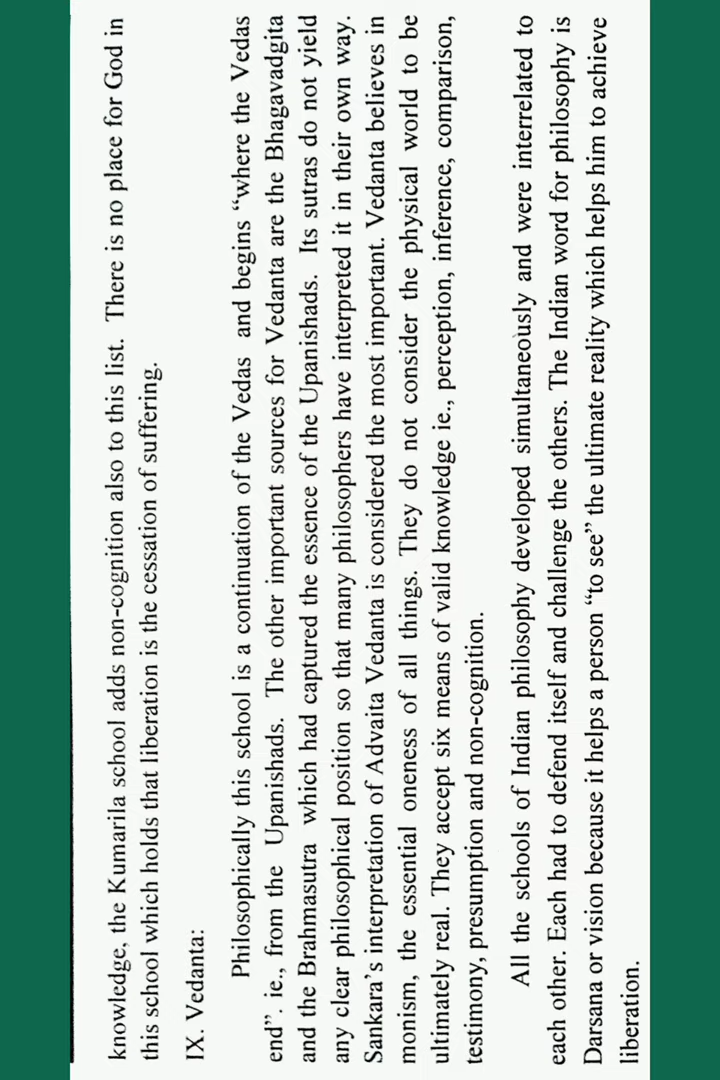 knowledge, the Kumarila school adds non-cognition also to this list. There is no place for God in
this school which holds that liberation is the cessation of suffering.
IX. Vedanta:
Philosophically this school is a continuation of the Vedas and begins “where the Vedas
end”. ie., from the Upanishads. The other important sources for Vedanta are the Bhagavadgita
and the Brahmasutra which had captured the essence of the Upanishads. Its sutras do not yield
any clear philosophical position so that many philosophers have interpreted it in their own way.
Sankara’s interpretation of Advaita Vedanta is considered the most important. Vedanta believes in
monism, the essential oneness of all things. They do not consider the physical world to be
ultimately real. They accept six means of valid knowledge ie., perception, inference, comparison,
testimony, presumption and non-cognition.
All the schools of Indian philosophy developed simultaneously and were interrelated to
each other. Each had to defend itself and challenge the others. The Indian word for philosophy is
Darsana or vision because it helps a person “to see” the ultimate reality which helps him to achieve
liberation.